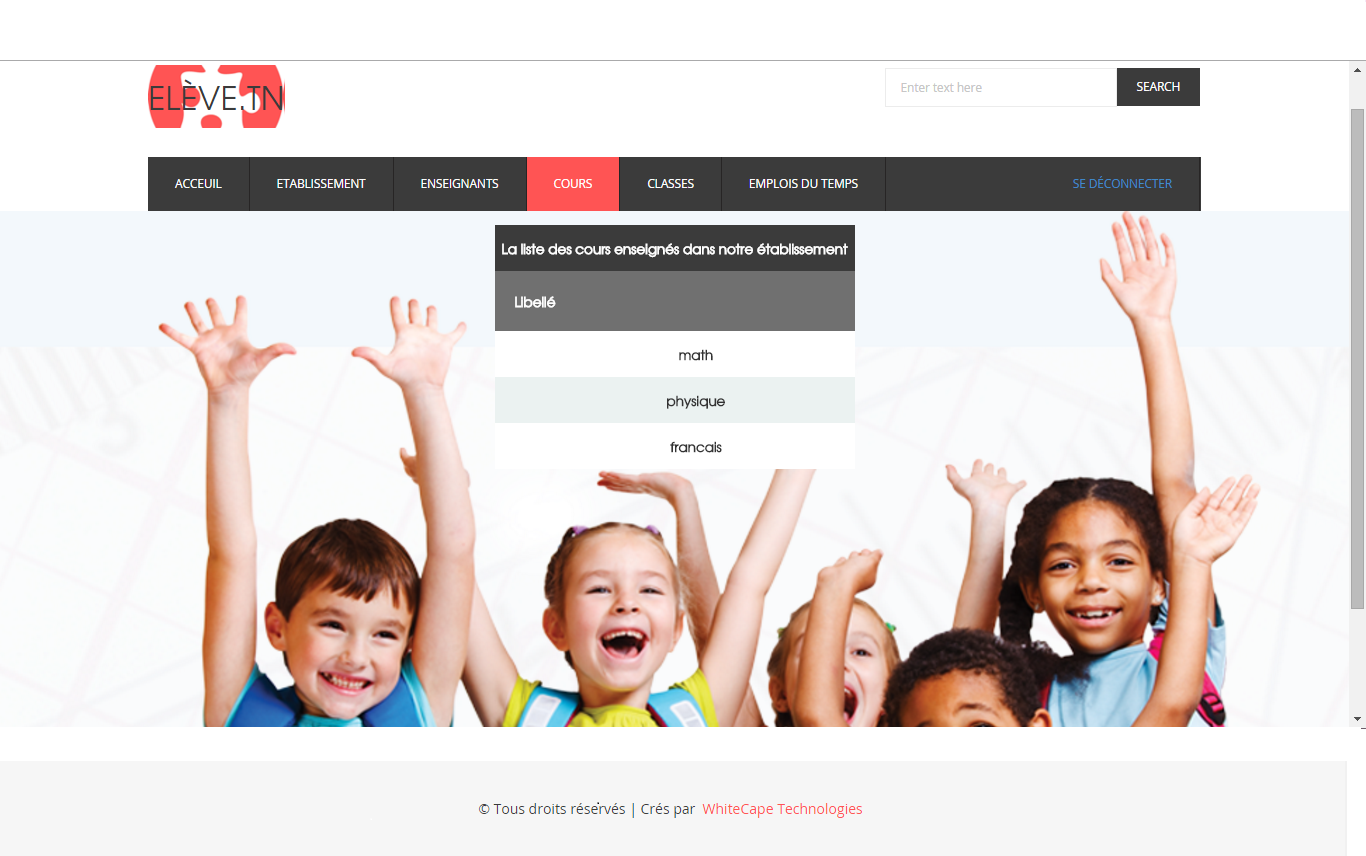 ELÈVE.TN
Enter text here SEARCH
ACCEUIL ETABLISSEMENT ENSEIGNANTS COURS CLASSES EMPLOIS DU TEMPS SE DÉCONNECTER
La liste des cours enseignés dans notre établissement
Libellé
math
physique
francais
© Tous droits résérvés | Crés par WhiteCape Technologies